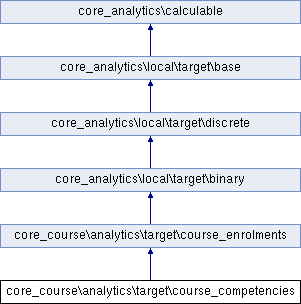 core_analytics\calculable
core_analytics\local\target\base
core_analytics\local\target\discrete
core_analytics\local\target\binary
core_course\analytics\target\course_enrolments
core_course\analytics\target\course_competencies